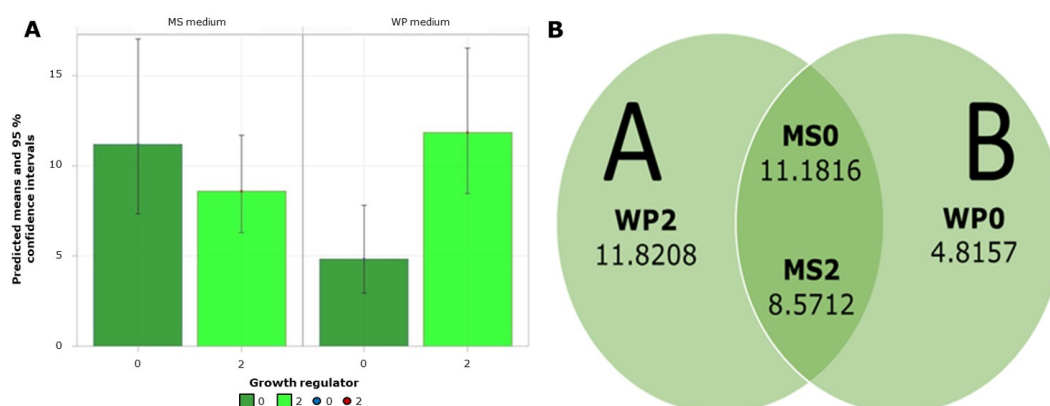 A
MS medium
WP medium
Predicted means and 95 %
confidence intervals
15
10
5
0
0
2
0
2
Growth regulator
0 2 0 2
B
A
B
MS0
11.1816
WP2
11.8208
WP0
4.8157
MS2
8.5712